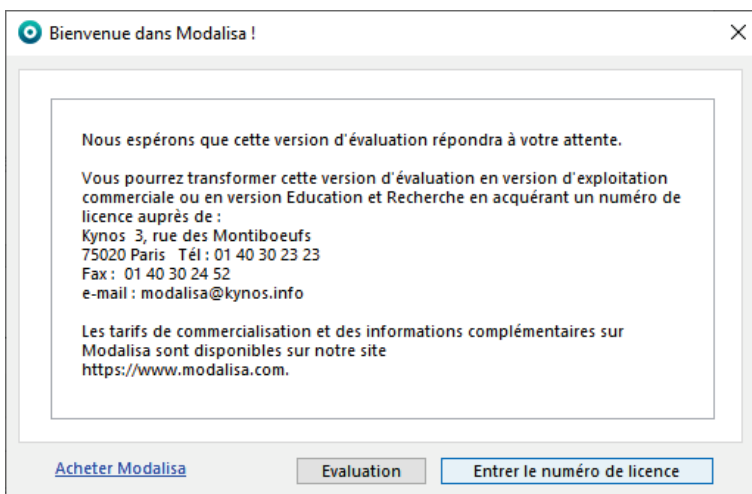 Bienvenue dans Modalisa !
Nous espérons que cette version d'évaluation répondra à votre attente.
Vous pourrez transformer cette version d'évaluation en version d'exploitation
commerciale ou en version Education et Recherche en acquérant un numéro de
licence auprès de :
Kynos  3, rue des Montiboeufs
75020 Paris   Tél : 01 40 30 23 23
Fax :  01 40 30 24 52
e-mail : modalisa@kynos.info
Les tarifs de commercialisation et des informations complémentaires sur
Modalisa sont disponibles sur notre site
https://www.modalisa.com.
Acheter Modalisa
Evaluation
Entrer le numéro de licence